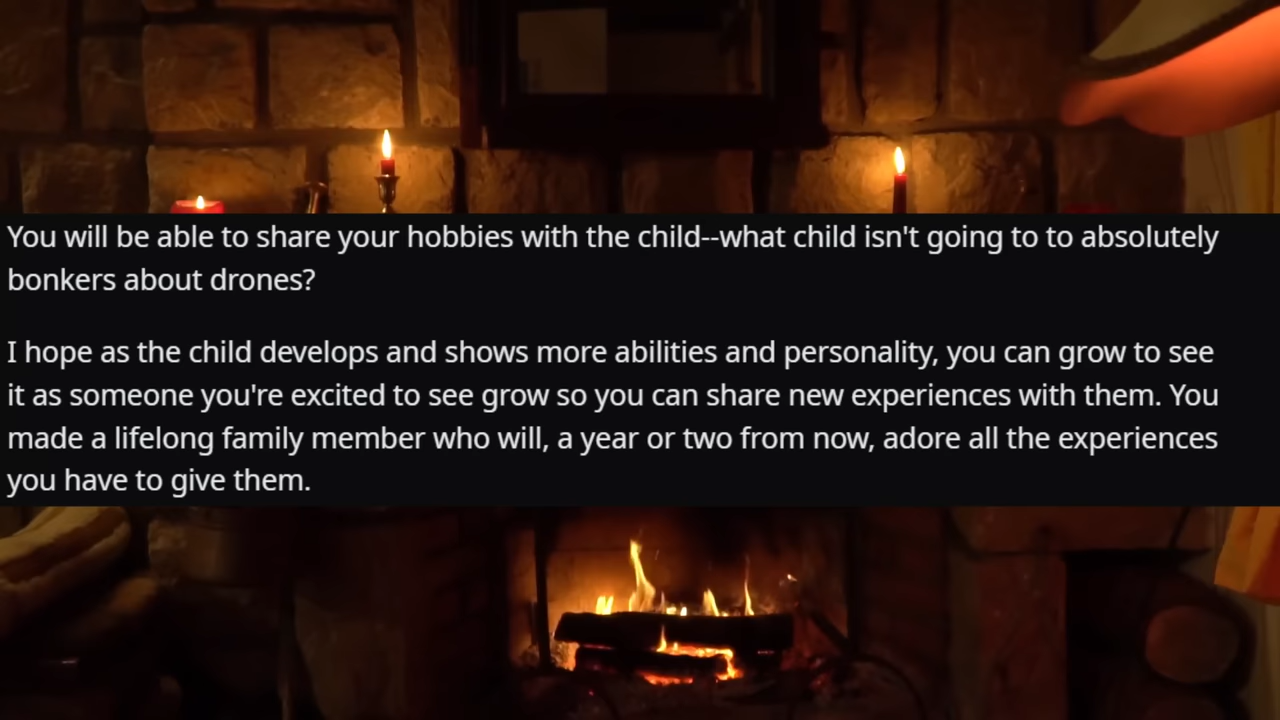 You will be able to share your hobbies with the child--what child isn't going to to absolutely
bonkers about drones?
I hope as the child develops and shows more abilities and personality, you can grow to see
it as someone you're excited to see grow so you can share new experiences with them. You
made a lifelong family member who will, a year or two from now, adore all the experiences
you have to give them.